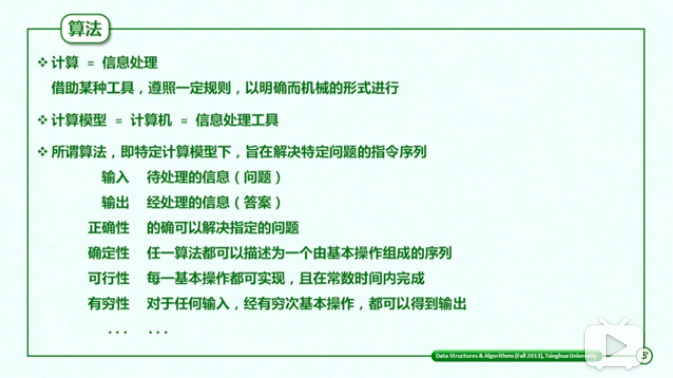 算法
❖ 计算 = 信息处理
借助某种工具，遵照一定规则，以明确而机械的形式进行
❖ 计算模型 = 计算机 = 信息处理工具
❖ 所谓算法，即特定计算模型下，旨在解决特定问题的指令序列
输入 待处理的信息（问题）
输出 经处理的信息（答案）
正确性 的确可以解决指定的问题
确定性 任一算法都可以描述为一个由基本操作组成的序列
可行性 每一基本操作都可实现，且在常数时间内完成
有穷性 对于任何输入，经有穷次基本操作，都可以得到输出
... ...
Data Structures & Algorithms (Fall 2013), Tsinghua University